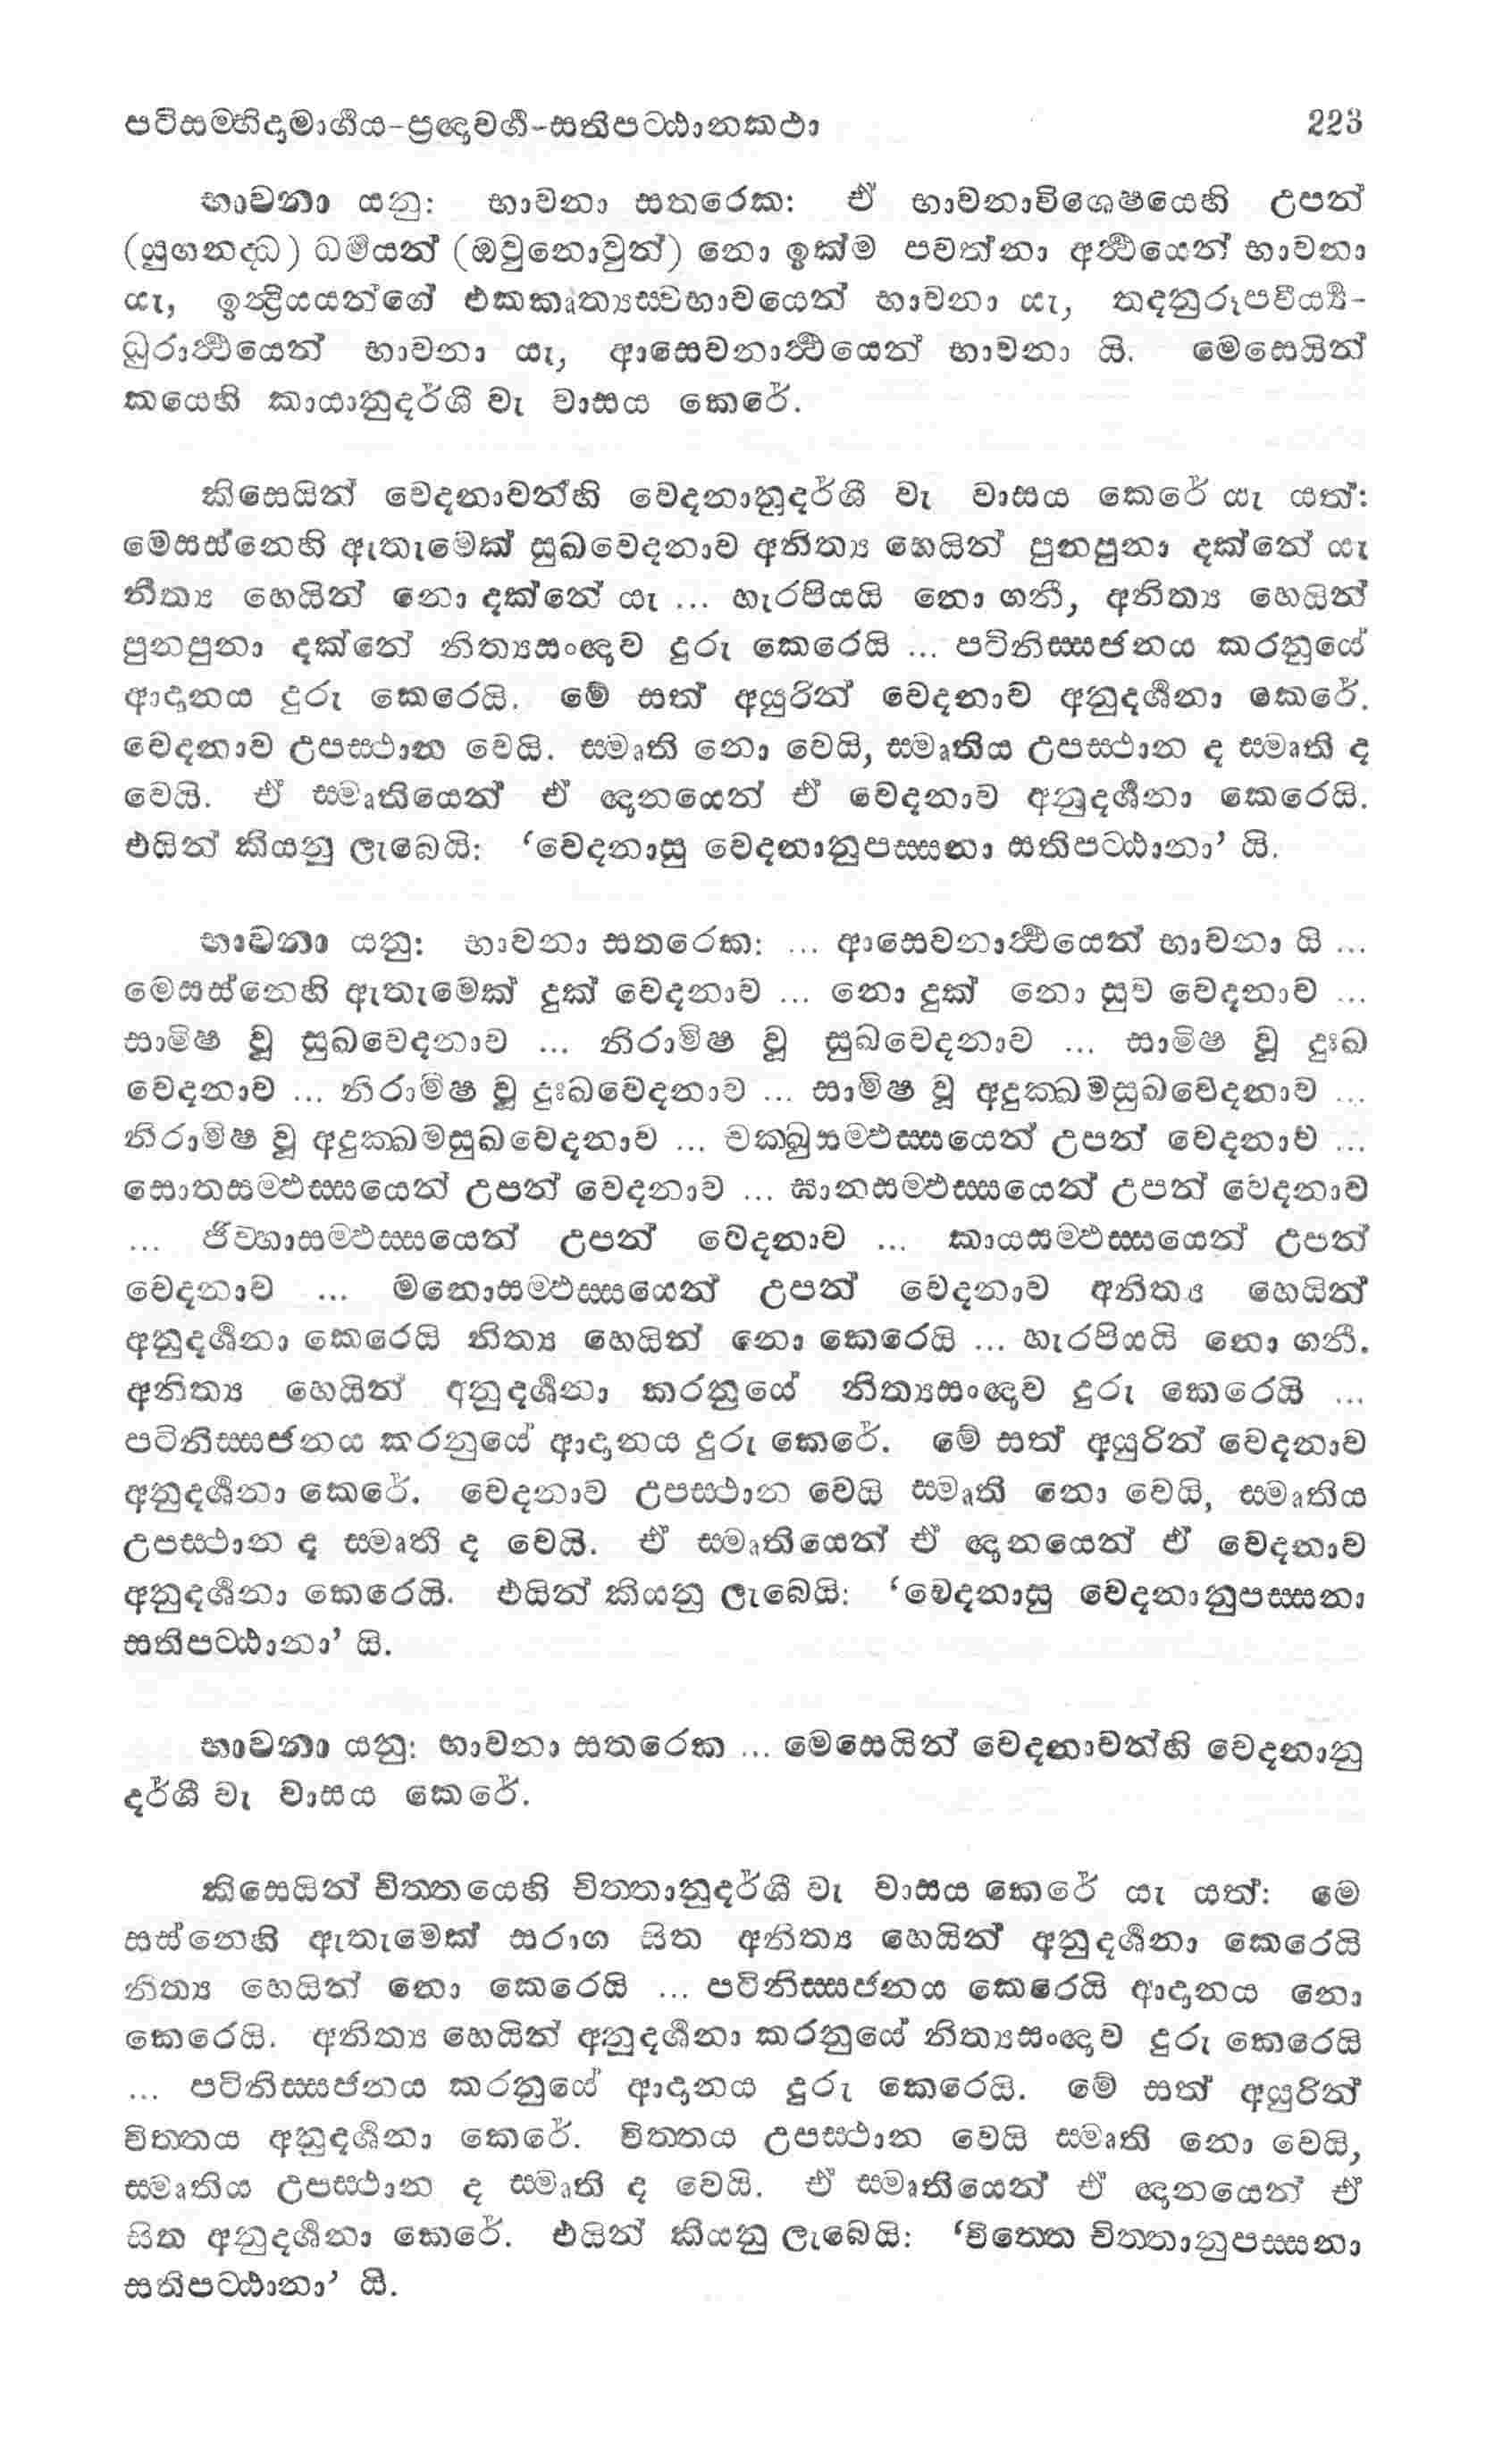 පටිසම්භිදාමාර්‍ගය-ප්‍රඥාවර්‍ග-සතිපට්ඨානකථා 223
භාවනා යනු: භාවනා සතරෙක: ඒ භාවනාවිශෙෂයෙහි උපන්
(යුගනද්ධ) ධර්‍මයන් (ඔවුනොවුන්) නො ඉක්ම පවත්නා අර්‍ත්‍ථයෙන් භාවනා
යැ, ඉන්‍ද්‍රියයන්ගේ එකකෘත්‍යස්වභාවයෙන් භාවනා යැ, තදනුරූපවීර්‍ය්‍ය-
ධුරාර්‍ත්‍ථයෙන් භාවනා යැ, ආසෙවනාර්‍ත්‍ථයෙන් භාවනා යි. මෙසෙයින්
කයෙහි කායානුදර්ශී වැ වාසය කෙරේ.
කිසෙයින් වෙදනාවන්හි වෙදනානුදර්ශී වැ වාසය කෙරේ යැ යත්:
මෙසස්නෙහි ඇතැමෙක් සුඛවෙදනාව අනිත්‍ය හෙයින් පුනපුනා දක්නේ යැ
නිත්‍ය හෙයින් නො දක්නේ යැ ... හැරපියයි නො ගනී, අනිත්‍ය හෙයින්
පුනපුනා දක්නේ නිත්‍යසංඥාව දුරු කෙරෙයි ... පටිනිස්සජනය කරනුයේ
ආදානය දුරු කෙරෙයි. මේ සත් අයුරින් වෙදනාව අනුදර්‍ශනා කෙරේ.
වෙදනාව උපස්ථාන වෙයි. ස්මෘති නො වෙයි, ස්මෘතිය උපස්ථාන ද ස්මෘති ද
වෙයි. ඒ ස්මෘතියෙන් ඒ ඥානයෙන් ඒ වෙදනාව අනුදර්‍ශනා කෙරෙයි.
එයින් කියනු ලැබෙයි: ‘වෙදනාසු වෙදනානුපස්සනා සතිපට්ඨානා’ යි.
භාවනා යනු: භාවනා සතරෙක: ... ආසෙවනාර්‍ත්‍ථයෙන් භාවනා යි ...
මෙසස්නෙහි ඇතැමෙක් දුක් වෙදනාව ... නො දුක් නො සුව වෙදනාව ...
සාමිෂ වූ සුඛවෙදනාව ... නිරාමිෂ වූ සුඛවෙදනාව ... සාමිෂ වූ දුඃඛ
වෙදනාව ... නිරාමිෂ වූ දුඃඛවෙදනාව ... සාමිෂ වූ අදුක්ඛමසුඛවෙදනාව ...
නිරාමිෂ වූ අදුක්ඛමසුඛවෙදනාව ... චක්ඛුසම්ඵස්සයෙන් උපන් වෙදනාව ...
සොතසම්ඵස්සයෙන් උපන් වෙදනාව ... ඝානසම්ඵස්සයෙන් උපන් වෙදනාව
... ජිව්හාසම්ඵස්සයෙන් උපන් වෙදනාව ... කායසම්ඵස්සයෙන් උපන්
වෙදනාව ... මනොසම්ඵස්සයෙන් උපන් වෙදනාව අනිත්‍ය හෙයින්
අනුදර්‍ශනා කෙරෙයි නිත්‍ය හෙයින් නො කෙරෙයි ... හැරපියයි නො ගනී.
අනිත්‍ය හෙයින් අනුදර්‍ශනා කරනුයේ නිත්‍යසංඥාව දුරු කෙරෙයි ...
පටිනිස්සජනය කරනුයේ ආදානය දුරු කෙරේ. මේ සත් අයුරින් වෙදනාව
අනුදර්‍ශනා කෙරේ. වෙදනාව උපස්ථාන වෙයි ස්මෘති නො වෙයි, ස්මෘතිය
උපස්ථාන ද ස්මෘති ද වෙයි. ඒ ස්මෘතියෙන් ඒ ඥානයෙන් ඒ වෙදනාව
අනුදර්‍ශනා කෙරෙයි. එයින් කියනු ලැබෙයි: ‘වෙදනාසු වෙදනානුපස්සනා
සතිපට්ඨානා’ යි.
භාවනා යනු: භාවනා සතරෙක ... මෙසෙයින් වෙදනාවන්හි වෙදනානු
දර්ශී වැ වාසය කෙරේ.
කිසෙයින් චිත්තයෙහි චිත්තානුදර්ශී වැ වාසය කෙරේ යැ යත්: මෙ
සස්නෙහි ඇතැමෙක් සරාග සිත අනිත්‍ය හෙයින් අනුදර්‍ශනා කෙරෙයි
නිත්‍ය හෙයින් නො කෙරෙයි ... පටිනිස්සජනය කෙරෙයි ආදානය නො
කෙරෙයි. අනිත්‍ය හෙයින් අනුදර්‍ශනා කරනුයේ නිත්‍යසංඥාව දුරු කෙරෙයි
... පටිනිස්සජනය කරනුයේ ආදානය දුරු කෙරෙයි. මේ සත් අයුරින්
චිත්තය අනුදර්‍ශනා කෙරේ. චිත්තය උපස්ථාන වෙයි ස්මෘති නො වෙයි,
ස්මෘතිය උපස්ථාන ද ස්මෘති ද වෙයි. ඒ ස්මෘතියෙන් ඒ ඥානයෙන් ඒ
සිත අනුදර්‍ශනා කෙරේ. එයින් කියනු ලැබෙයි: ‘චිත්තෙ චිත්තානුපස්සනා
සතිපට්ඨානා’ යි.